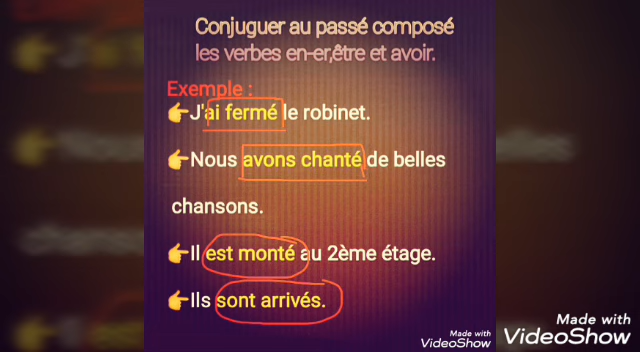 Conjuguer au passé composé
les verbes en-er,être et avoir.
Exemple :
👉J'ai fermé le robinet.
👉Nous avons chanté de belles
chansons.
👉Il est monté au 2ème étage.
👉Ils sont arrivés.
Made with
VideoShow
Made with
VideoShow